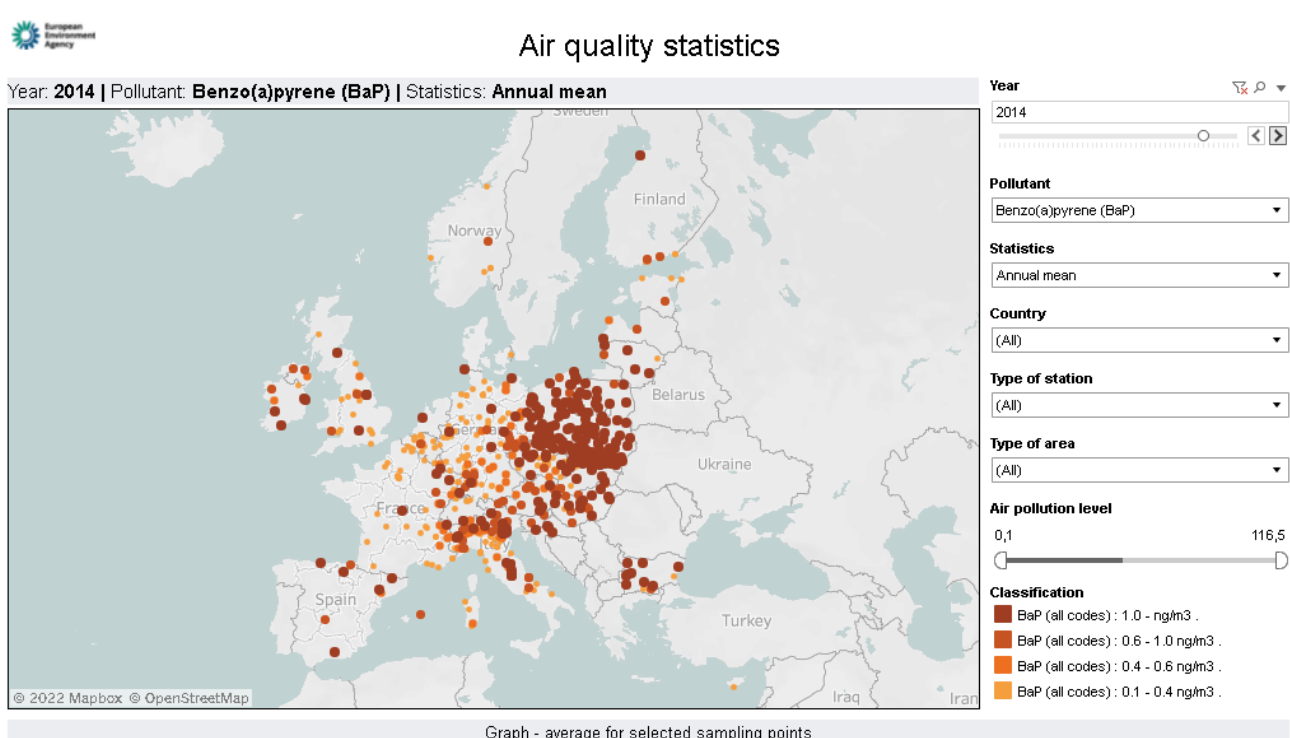 European
Environment
Agency
Air quality statistics
Year: 2014 | Pollutant: Benzo(a)pyrene (BaP) | Statistics: Annual mean
Year
2014
Pollutant
Benzo(a)pyrene (BaP)
Statistics
Annual mean
Country
(All)
Type of station
(All)
Type of area
(All)
Air pollution level
0,1 116,5
Classification
BaP (all codes) : 1.0 - ng/m3 .
BaP (all codes) : 0.6 - 1.0 ng/m3 .
BaP (all codes) : 0.4 - 0.6 ng/m3 .
BaP (all codes) : 0.1 - 0.4 ng/m3 .
Sweden
Finland
Norway
Belarus
Ukraine
France
Spain
Turkey
Iraq
Iran
© 2022 Mapbox © OpenStreetMap
Graph - average for selected sampling points